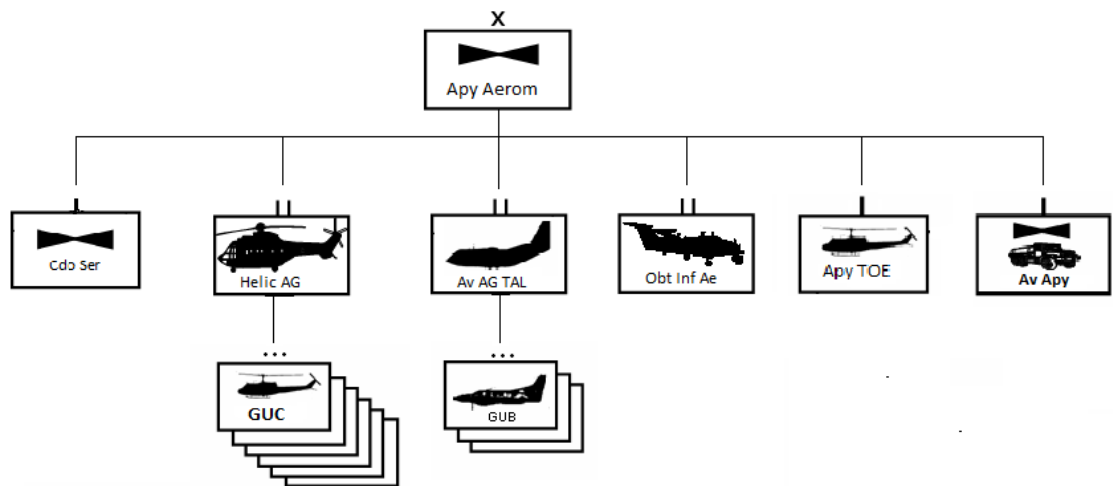 X
Apy Aerom
Cdo Ser
Helic AG
Av AG TAL
Obt Inf Ae
Apy TOE
Av Apy
GUC
GUB